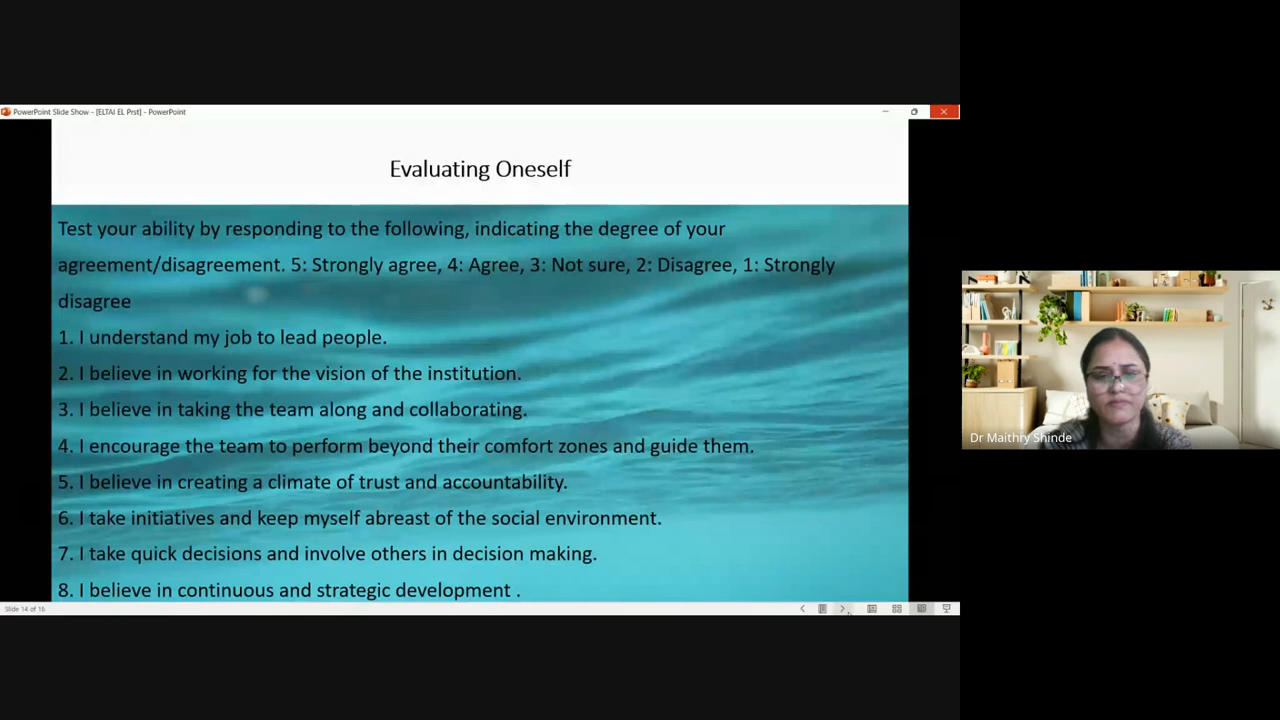 PowerPoint Slide Show - [ELTAI EL Prst] - PowerPoint
Evaluating Oneself
Test your ability by responding to the following, indicating the degree of your
agreement/disagreement. 5: Strongly agree, 4: Agree, 3: Not sure, 2: Disagree, 1: Strongly
disagree
1. I understand my job to lead people.
2. I believe in working for the vision of the institution.
3. I believe in taking the team along and collaborating.
4. I encourage the team to perform beyond their comfort zones and guide them.
5. I believe in creating a climate of trust and accountability.
6. I take initiatives and keep myself abreast of the social environment.
7. I take quick decisions and involve others in decision making.
8. I believe in continuous and strategic development .
Slide 14 of 16
Dr Maithry Shinde